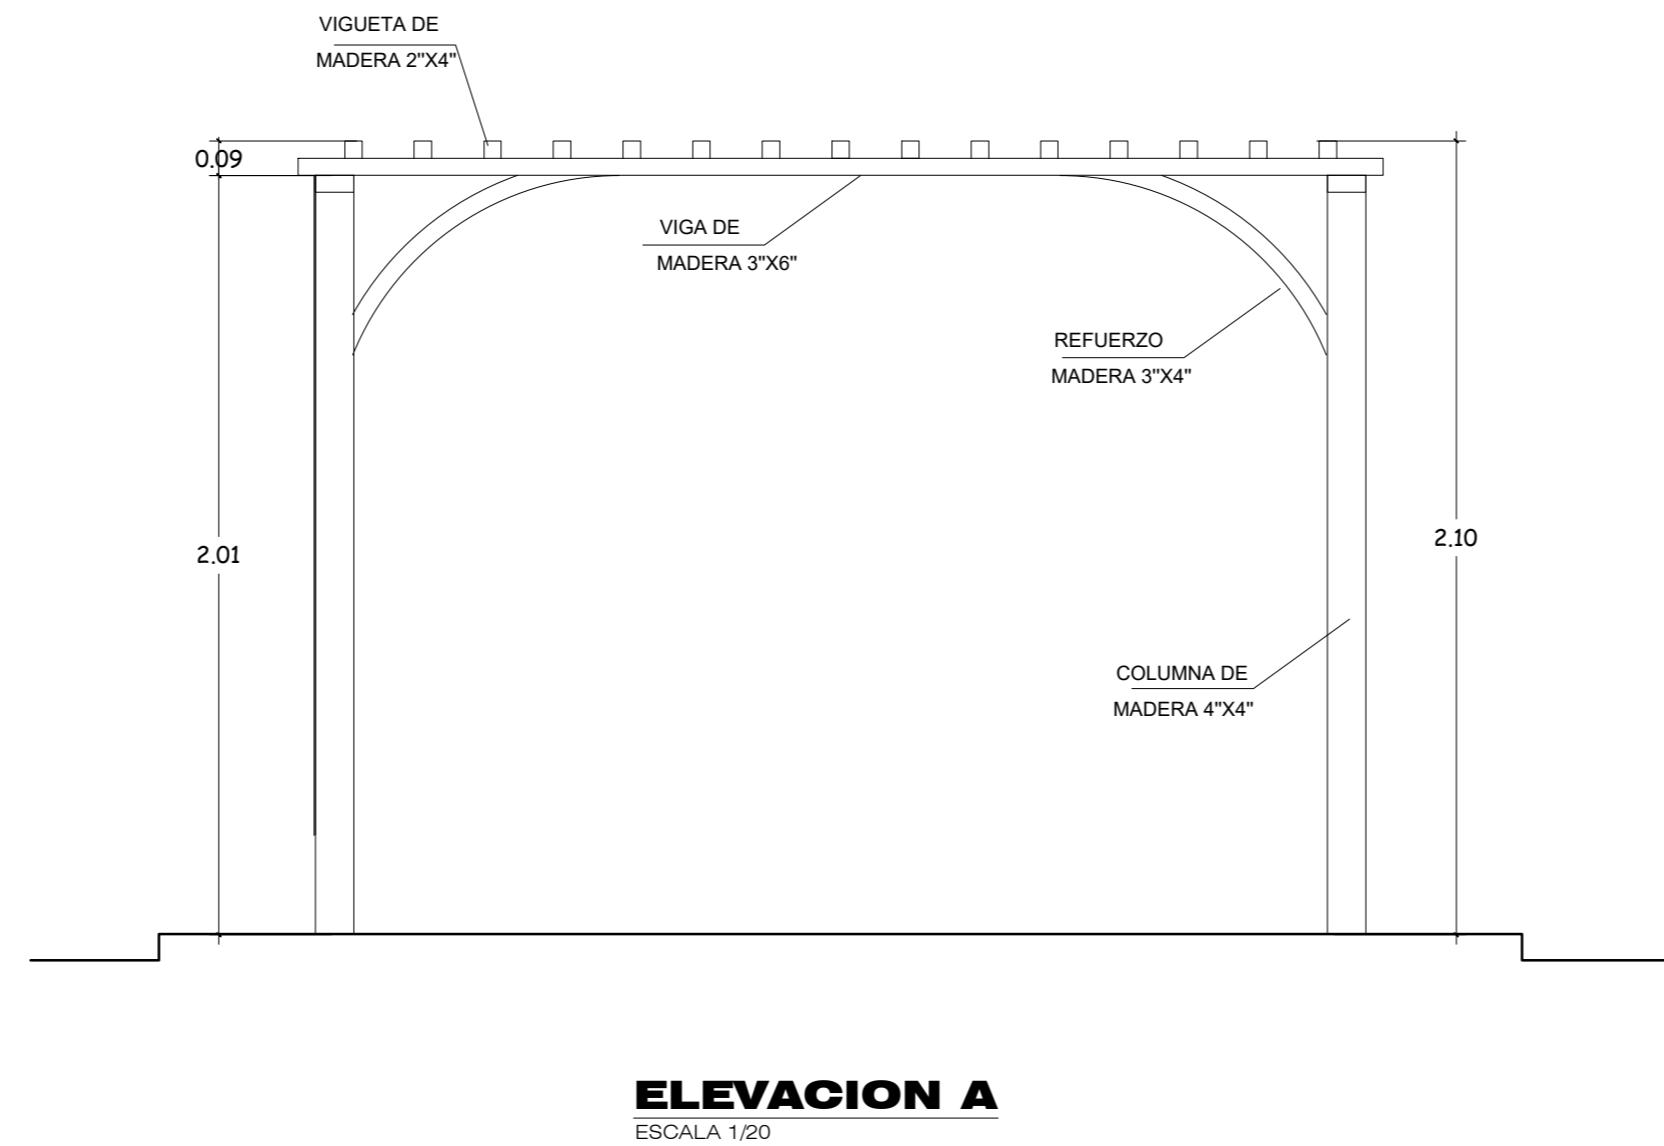 VIGUETA DE
MADERA 2"X4"
0.09
VIGA DE
MADERA 3"X6"
REFUERZO
MADERA 3"X4"
2.01
2.10
COLUMNA DE
MADERA 4"X4"
ELEVACION A
ESCALA 1/20